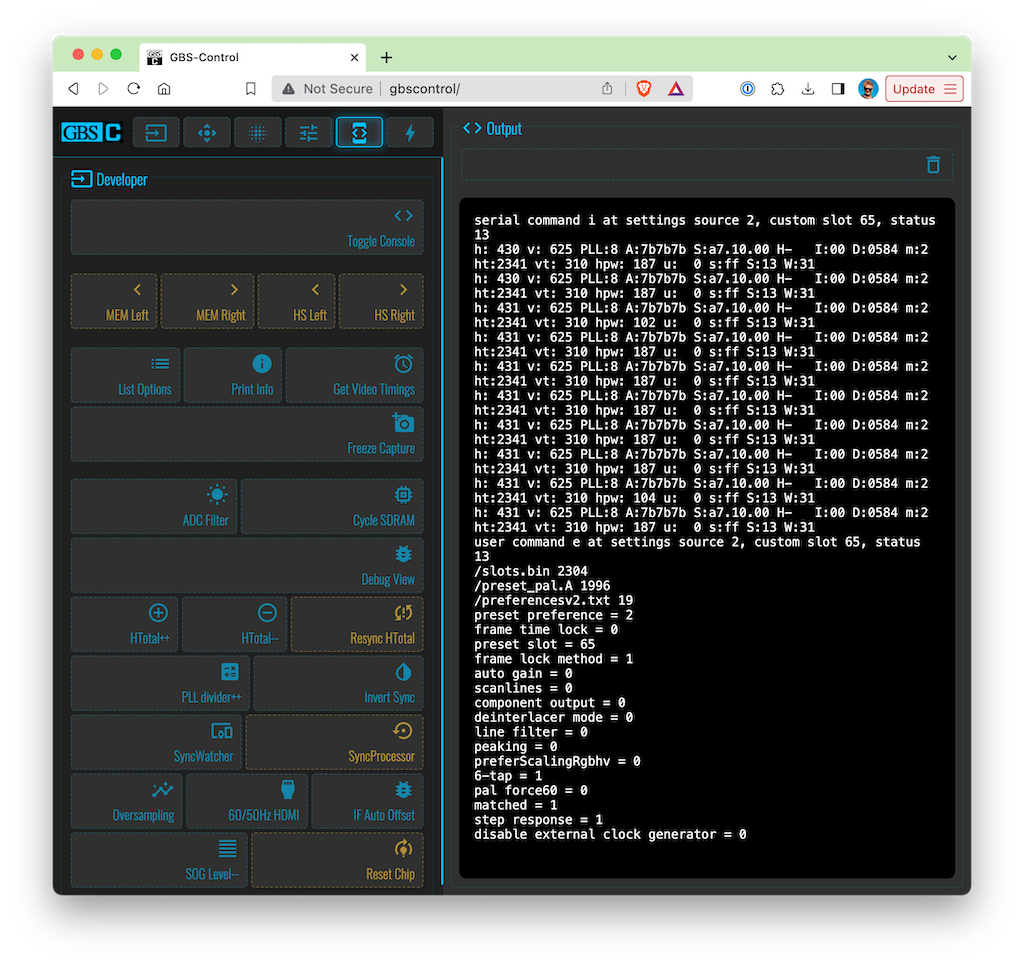 GBS-Control
Not Secure
gbscontrol/
Update
GBS C
Developer
Toggle Console
MEM Left
MEM Right
HS Left
HS Right
List Options
Print Info
Get Video Timings
Freeze Capture
ADC Filter
Cycle SDRAM
Debug View
HTotal++
HTotal--
Resync HTotal
PLL divider++
Invert Sync
SyncWatcher
SyncProcessor
Oversampling
60/50Hz HDMI
IF Auto Offset
SOG Level--
Reset Chip
Output
serial command i at settings source 2, custom slot 65, status
13
h: 430 v: 625 PLL:8 A:7b7b7b S:a7.10.00 H-   I:00 D:0584 m:2
ht:2341 vt: 310 hpw: 187 u:  0 s:ff S:13 W:31
h: 430 v: 625 PLL:8 A:7b7b7b S:a7.10.00 H-   I:00 D:0584 m:2
ht:2341 vt: 310 hpw: 187 u:  0 s:ff S:13 W:31
h: 431 v: 625 PLL:8 A:7b7b7b S:a7.10.00 H-   I:00 D:0584 m:2
ht:2341 vt: 310 hpw: 102 u:  0 s:ff S:13 W:31
h: 431 v: 625 PLL:8 A:7b7b7b S:a7.10.00 H-   I:00 D:0584 m:2
ht:2341 vt: 310 hpw: 187 u:  0 s:ff S:13 W:31
h: 431 v: 625 PLL:8 A:7b7b7b S:a7.10.00 H-   I:00 D:0584 m:2
ht:2341 vt: 310 hpw: 187 u:  0 s:ff S:13 W:31
h: 431 v: 625 PLL:8 A:7b7b7b S:a7.10.00 H-   I:00 D:0584 m:2
ht:2341 vt: 310 hpw: 187 u:  0 s:ff S:13 W:31
h: 431 v: 625 PLL:8 A:7b7b7b S:a7.10.00 H-   I:00 D:0584 m:2
ht:2341 vt: 310 hpw: 187 u:  0 s:ff S:13 W:31
h: 431 v: 625 PLL:8 A:7b7b7b S:a7.10.00 H-   I:00 D:0584 m:2
ht:2341 vt: 310 hpw: 187 u:  0 s:ff S:13 W:31
h: 431 v: 625 PLL:8 A:7b7b7b S:a7.10.00 H-   I:00 D:0584 m:2
ht:2341 vt: 310 hpw: 104 u:  0 s:ff S:13 W:31
h: 431 v: 625 PLL:8 A:7b7b7b S:a7.10.00 H-   I:00 D:0584 m:2
ht:2341 vt: 310 hpw: 187 u:  0 s:ff S:13 W:31
user command e at settings source 2, custom slot 65, status
13
/slots.bin 2304
/preset_pal.A 1996
/preferencesv2.txt 19
preset preference = 2
frame time lock = 0
preset slot = 65
frame lock method = 1
auto gain = 0
scanlines = 0
component output = 0
deinterlacer mode = 0
line filter = 0
peaking = 0
preferScalingRgbhv = 0
6-tap = 1
pal force60 = 0
matched = 1
step response = 1
disable external clock generator = 0